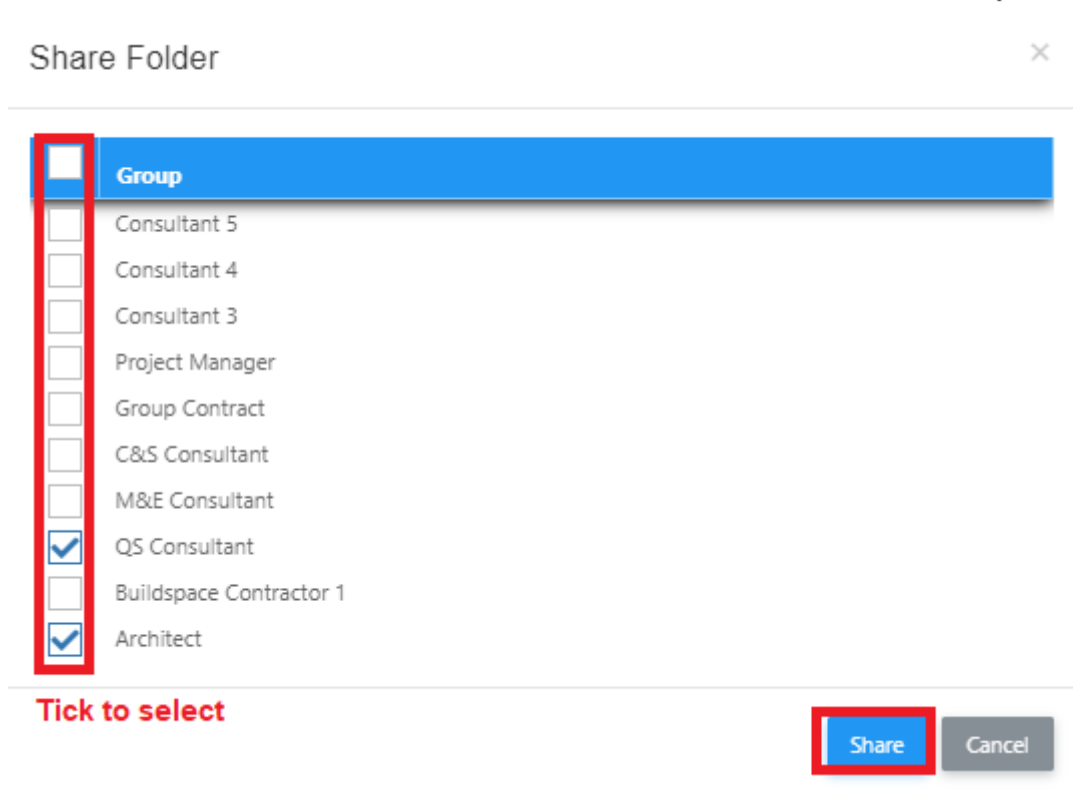 Share Folder
Group
Consultant 5
Consultant 4
Consultant 3
Project Manager
Group Contract
C&S Consultant
M&E Consultant
QS Consultant
Buildspace Contractor 1
Architect
Tick to select
Share
Cancel